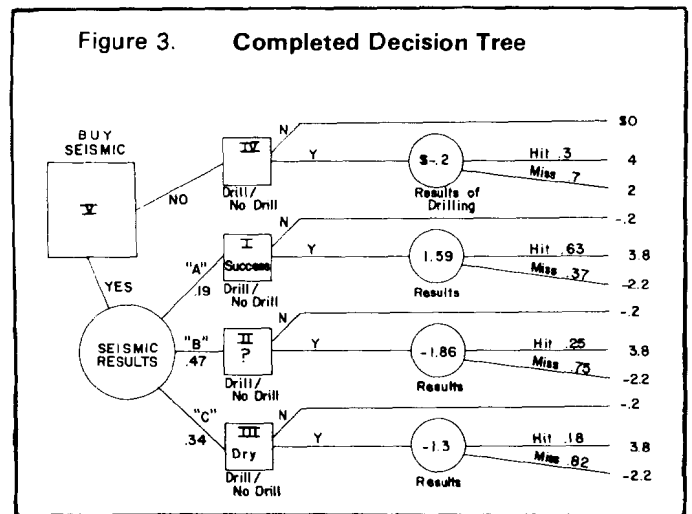 Figure 3. Completed Decision Tree
BUY
SEISMIC
V
NO
YES
SEISMIC
RESULTS
"A"
.19
"B"
.47
"C"
.34
IV
Drill/
No Drill
N
Y
$-.2
Results of
Drilling
Hit .3
Miss .7
$0
4
2
I
Success
Drill/
No Drill
N
Y
1.59
Results
Hit .63
Miss .37
-.2
3.8
-2.2
II
?
Drill/
No Drill
N
Y
-1.86
Results
Hit .25
Miss .75
-.2
3.8
-2.2
III
Dry
Drill/
No Drill
N
Y
-1.3
Results
Hit .18
Miss .82
-.2
3.8
-2.2